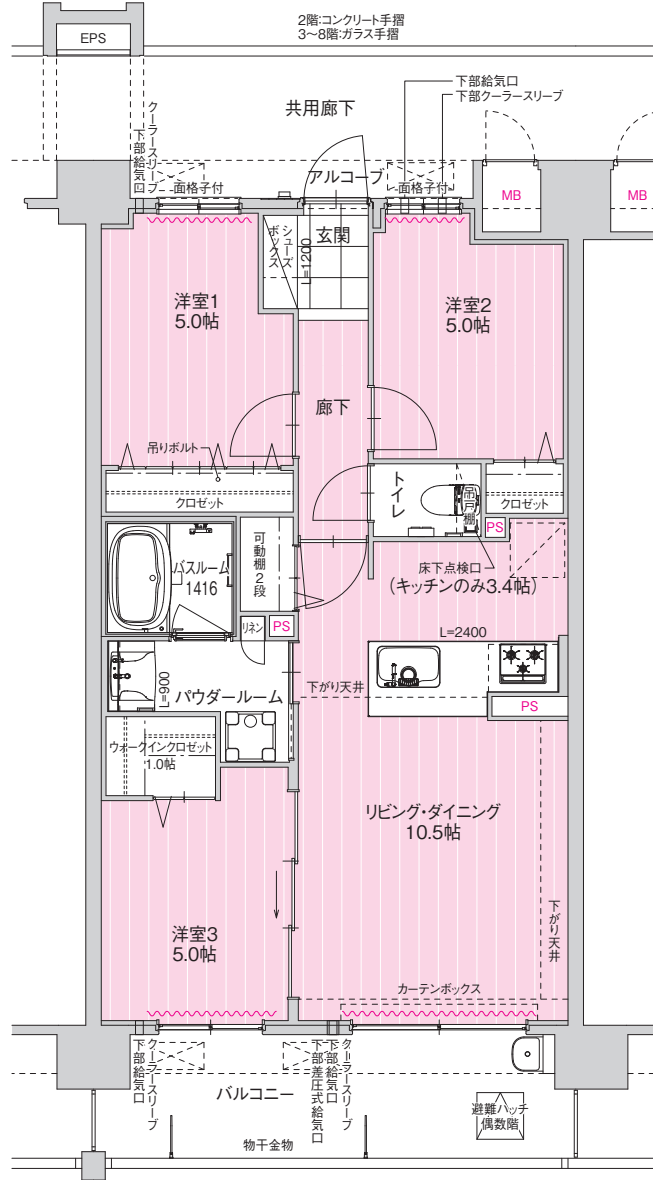 2階:コンクリート手摺
3～8階:ガラス手摺
EPS
下部給気口
下部クーラースリーブ
共用廊下
クーラースリーブ
下部給気口
アルコーブ
面格子付
面格子付
MB
MB
シューズボックス
L=1200
玄関
洋室1
5.0帖
洋室2
5.0帖
廊下
吊りボルト
クロゼット
トイレ
吊戸棚
クロゼット
PS
バスルーム
1416
可動棚2段
床下点検口
(キッチンのみ3.4帖)
リネン
PS
L=2400
L=900
パウダールーム
下がり天井
PS
ウォークインクロゼット
1.0帖
リビング・ダイニング
10.5帖
洋室3
5.0帖
下がり天井
カーテンボックス
クーラースリーブ
下部給気口
クーラースリーブ
下部給気口
下部差圧式給気口
バルコニー
避難ハッチ
偶数階
物干金物